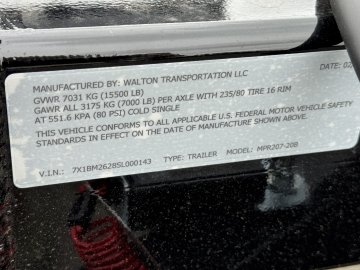 MANUFACTURED BY: WALTON TRANSPORTATION LLC DATE: 02
GVWR 7031 KG (15500 LB)
GAWR ALL 3175 KG (7000 LB) PER AXLE WITH 235/80 TIRE 16 RIM
AT 551.6 KPA (80 PSI) COLD SINGLE
THIS VEHICLE CONFORMS TO ALL APPLICABLE U.S. FEDERAL MOTOR VEHICLE SAFETY
STANDARDS IN EFFECT ON THE DATE OF MANUFACTURE SHOWN ABOVE.
V.I.N.: 7X1BM2628SL000143 TYPE: TRAILER MODEL: MPR207-20B